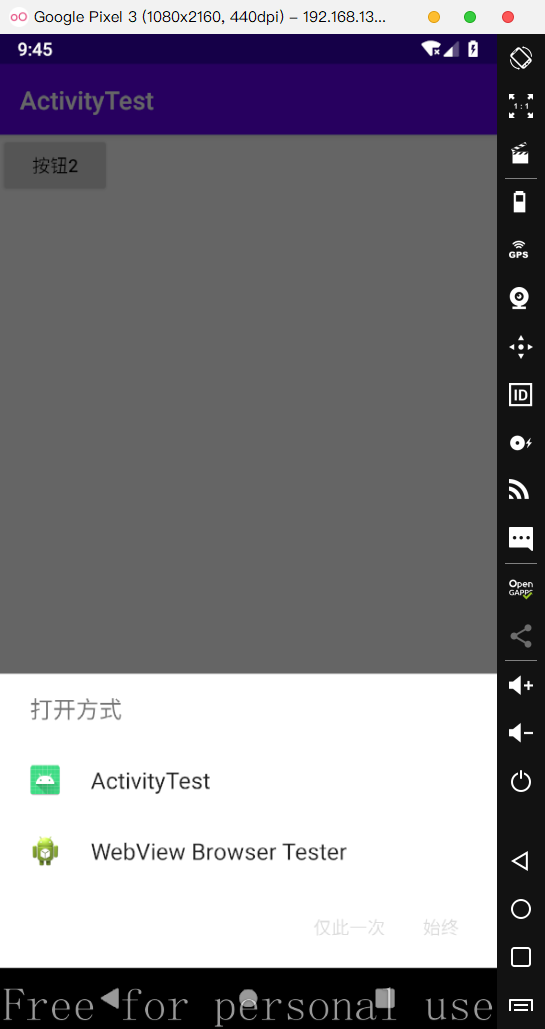 Google Pixel 3 (1080x2160, 440dpi) – 192.168.13...
9:45
ActivityTest
按钮2
1 : 1
GPS
ID
Open
GAPPS
打开方式
ActivityTest
WebView Browser Tester
仅此一次 始终
Free for personal use